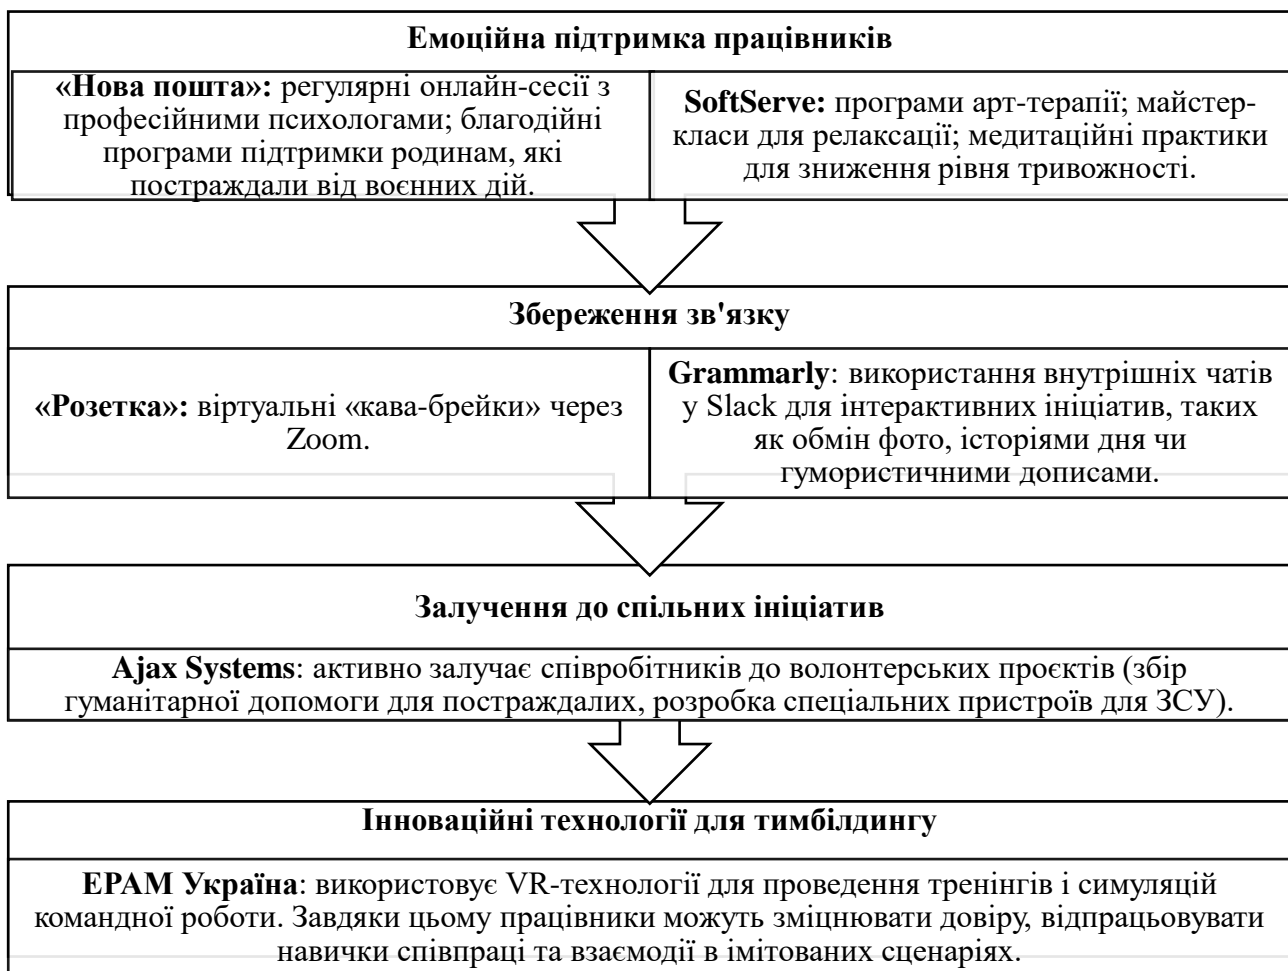 Емоційна підтримка працівників
«Нова пошта»: регулярні онлайн-сесії з
професійними психологами; благодійні
програми підтримки родинам, які
постраждали від воєнних дій.
SoftServe: програми арт-терапії; майстер-
класи для релаксації; медитаційні практики
для зниження рівня тривожності.
Збереження зв'язку
«Розетка»: віртуальні «кава-брейки» через
Zoom.
Grammarly: використання внутрішніх чатів
у Slack для інтерактивних ініціатив, таких
як обмін фото, історіями дня чи
гумористичними дописами.
Залучення до спільних ініціатив
Ajax Systems: активно залучає співробітників до волонтерських проєктів (збір
гуманітарної допомоги для постраждалих, розробка спеціальних пристроїв для ЗСУ).
Інноваційні технології для тимбілдингу
EPAM Україна: використовує VR-технології для проведення тренінгів і симуляцій
командної роботи. Завдяки цьому працівники можуть зміцнювати довіру, відпрацьовувати
навички співпраці та взаємодії в імітованих сценаріях.